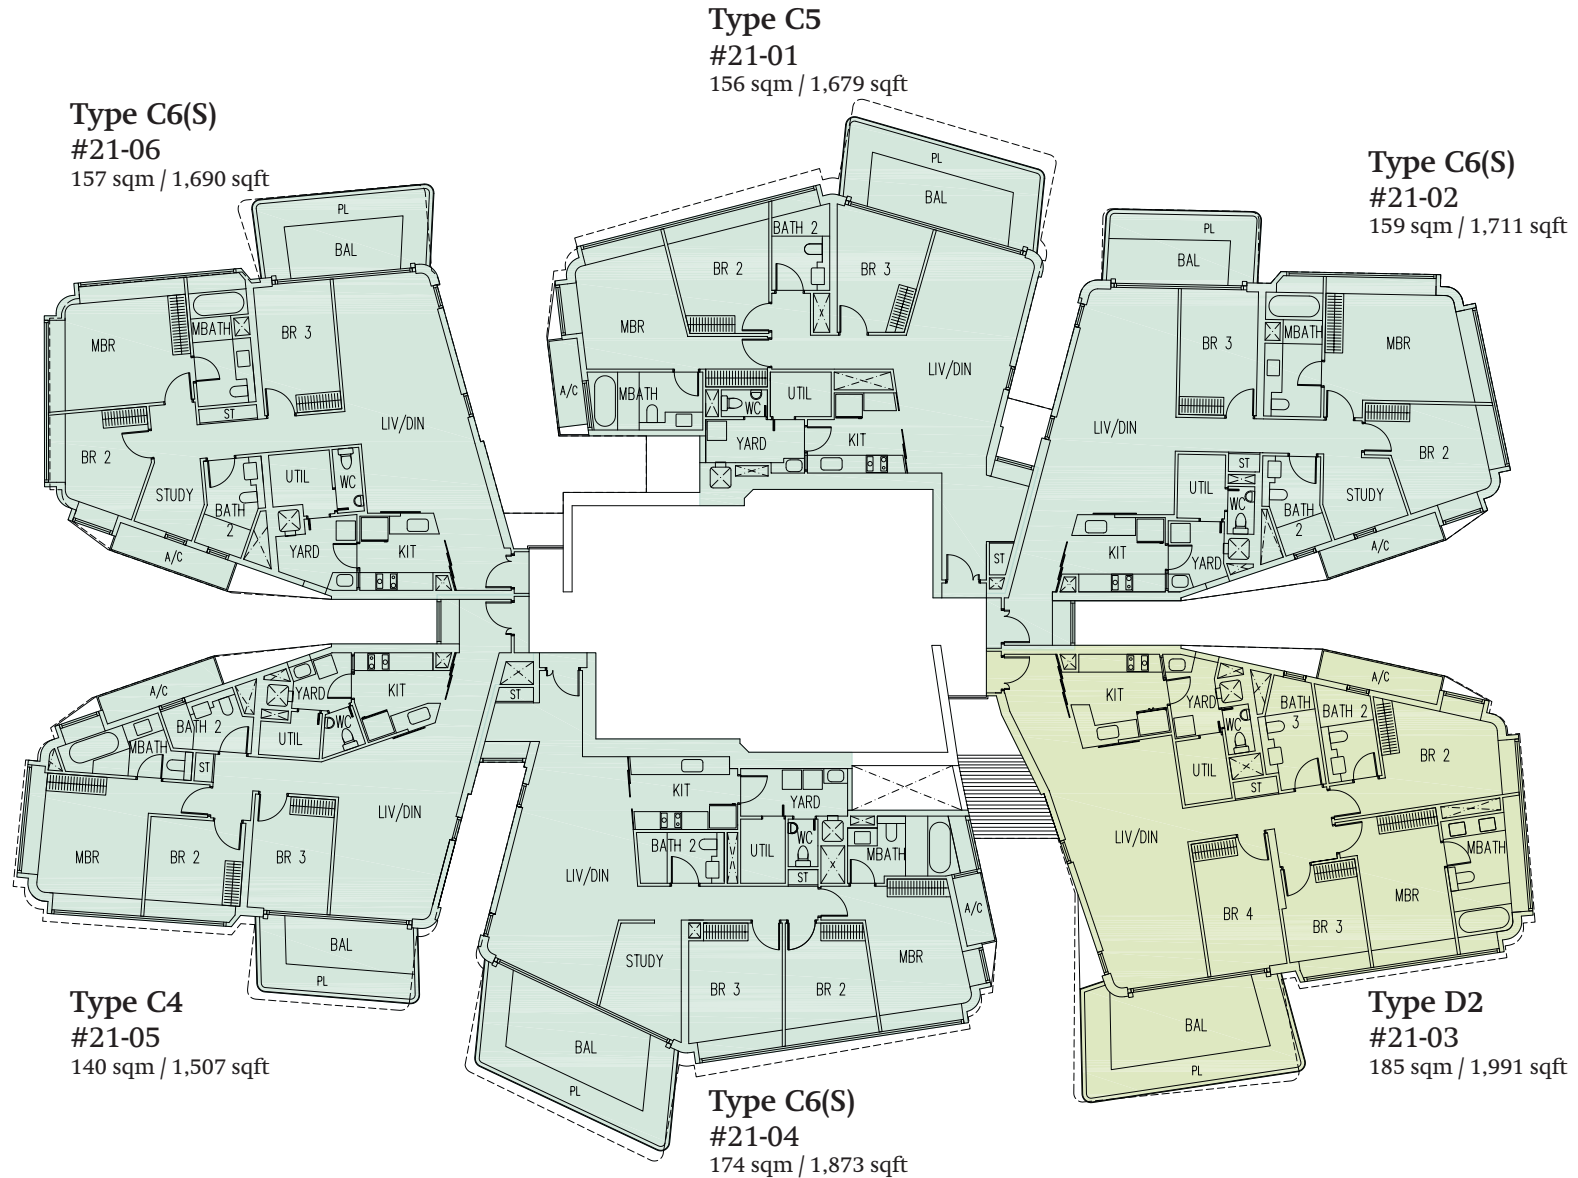 Type C5
#21-01
156 sqm / 1,679 sqft
Type C6(S)
#21-06
157 sqm / 1,690 sqft
Type C6(S)
#21-02
159 sqm / 1,711 sqft
PL
BAL
MBR
MBATH
BR 3
ST
LIV/DIN
BR 2
STUDY
BATH
2
UTIL
WC
YARD
KIT
A/C
PL
BAL
BATH 2
BR 2
BR 3
MBR
LIV/DIN
A/C
MBATH
WC
UTIL
YARD
KIT
X
ST
PL
BAL
BR 3
MBATH
MBR
LIV/DIN
BR 2
ST
UTIL
WC
BATH
2
STUDY
KIT
YARD
A/C
A/C
BATH 2
YARD
KIT
MBATH
WC
UTIL
ST
ST
LIV/DIN
MBR
BR 2
BR 3
BAL
PL
KIT
YARD
BATH 2
UTIL
WC
X
MBATH
ST
LIV/DIN
A/C
STUDY
BR 3
BR 2
MBR
BAL
PL
KIT
YARD
BATH
3
BATH 2
A/C
WC
UTIL
ST
BR 2
LIV/DIN
MBATH
MBR
BR 4
BR 3
BAL
PL
Type C4
#21-05
140 sqm / 1,507 sqft
Type C6(S)
#21-04
174 sqm / 1,873 sqft
Type D2
#21-03
185 sqm / 1,991 sqft